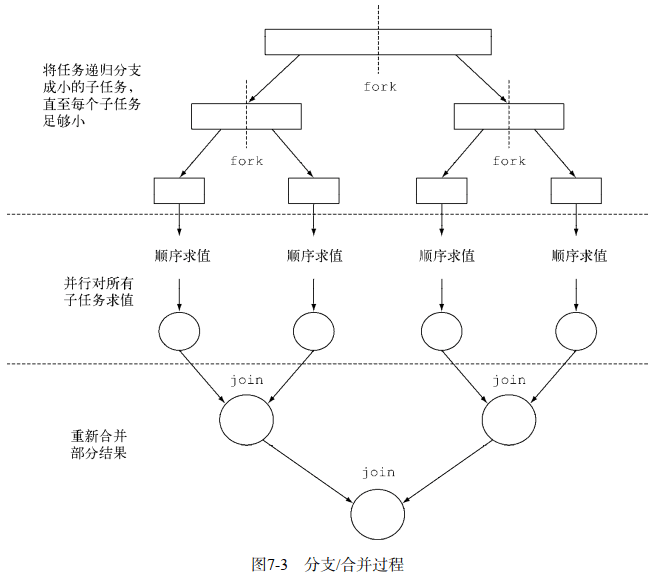 将任务递归分支
成小的子任务，
直至每个子任务
足够小
fork
fork
fork
顺序求值
顺序求值
顺序求值
顺序求值
并行对所有
子任务求值
join
join
重新合并
部分结果
join
图7-3 分支/合并过程